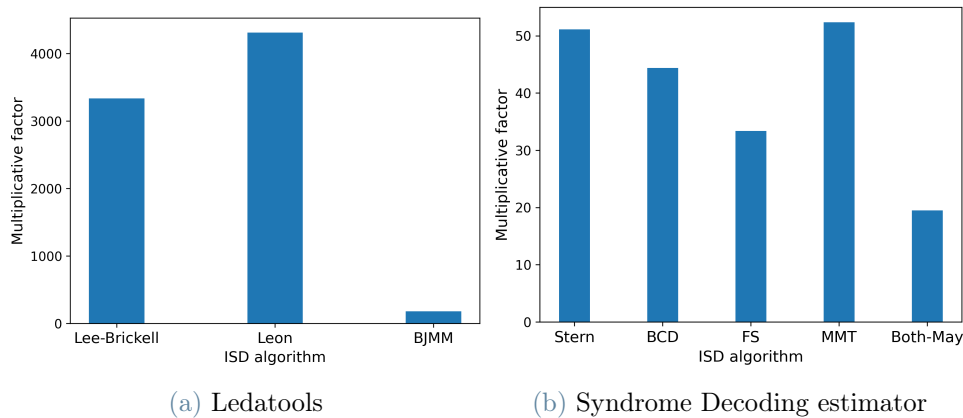 4000
3000
2000
1000
0
Multiplicative factor
Lee-Brickell Leon BJMM
ISD algorithm
(a) Ledatools
50
40
30
20
10
0
Multiplicative factor
Stern BCD FS MMT Both-May
ISD algorithm
(b) Syndrome Decoding estimator